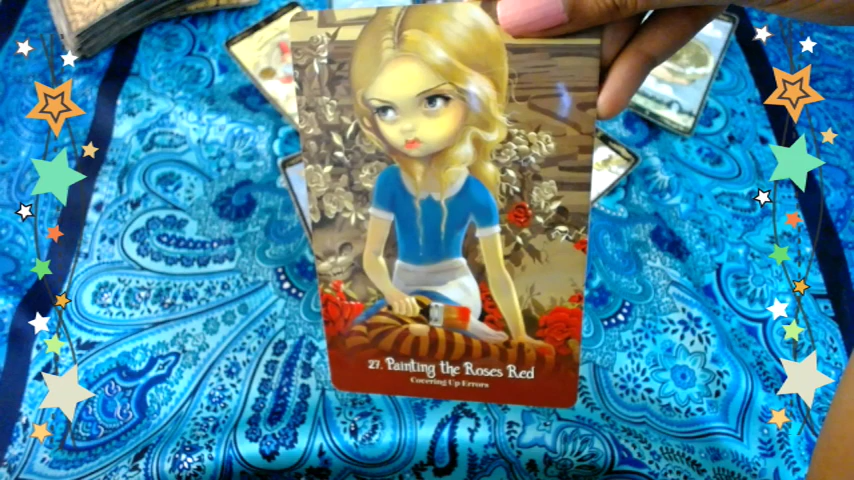 27. Painting the Roses Red
Covering Up Errors